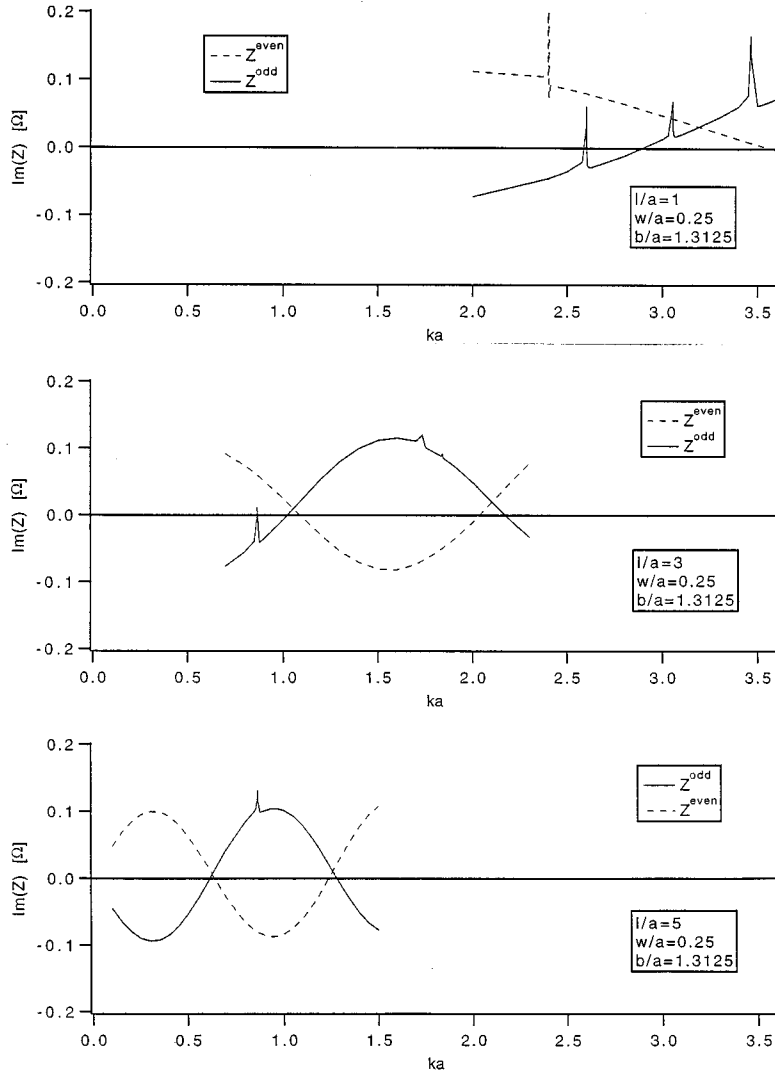 0.2
0.1
0.0
-0.1
-0.2
Im(Z) [Ω]
Z^even
Z^odd
l/a=1
w/a=0.25
b/a=1.3125
0.0 0.5 1.0 1.5 2.0 2.5 3.0 3.5
ka
0.2
0.1
0.0
-0.1
-0.2
Im(Z) [Ω]
Z^even
Z^odd
l/a=3
w/a=0.25
b/a=1.3125
0.0 0.5 1.0 1.5 2.0 2.5 3.0 3.5
ka
0.2
0.1
0.0
-0.1
-0.2
Im(Z) [Ω]
Z^odd
Z^even
l/a=5
w/a=0.25
b/a=1.3125
0.0 0.5 1.0 1.5 2.0 2.5 3.0 3.5
ka